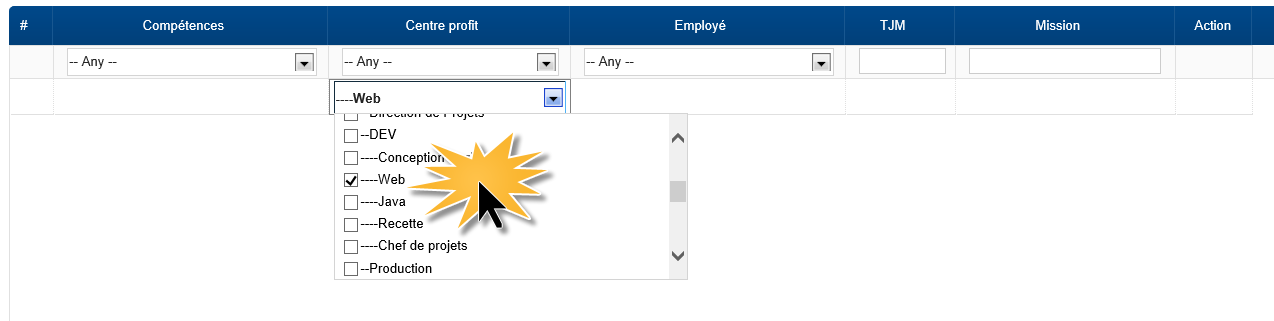 # Compétences Centre profit Employé TJM Mission Action
-- Any -- -- Any -- -- Any --
----Web
--Direction de Projets
--DEV
----Conception
----Web
----Java
----Recette
----Chef de projets
--Production